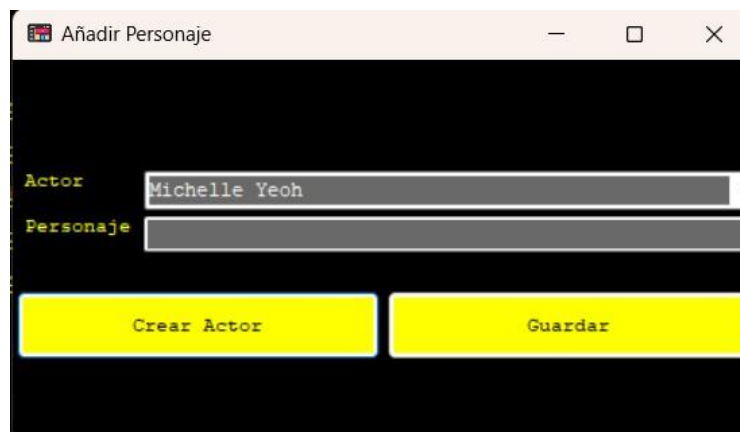 Añadir Personaje
Actor
Michelle Yeoh
Personaje
Crear Actor
Guardar